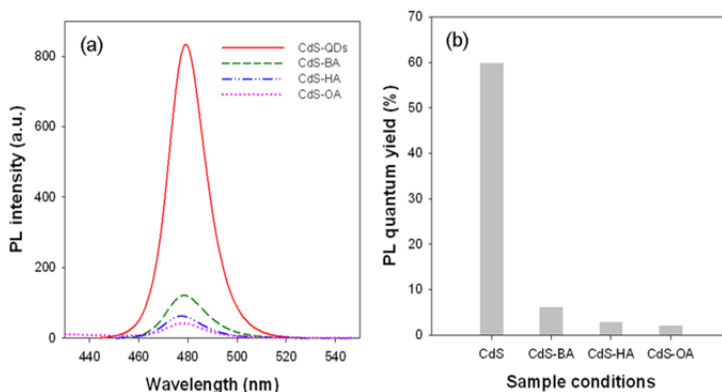 (a)
CdS-QDs
CdS-BA
CdS-HA
CdS-OA
PL intensity (a.u.)
800
600
400
200
0
440 460 480 500 520 540
Wavelength (nm)
(b)
PL quantum yield (%)
70
60
50
40
30
20
10
0
CdS CdS-BA CdS-HA CdS-OA
Sample conditions